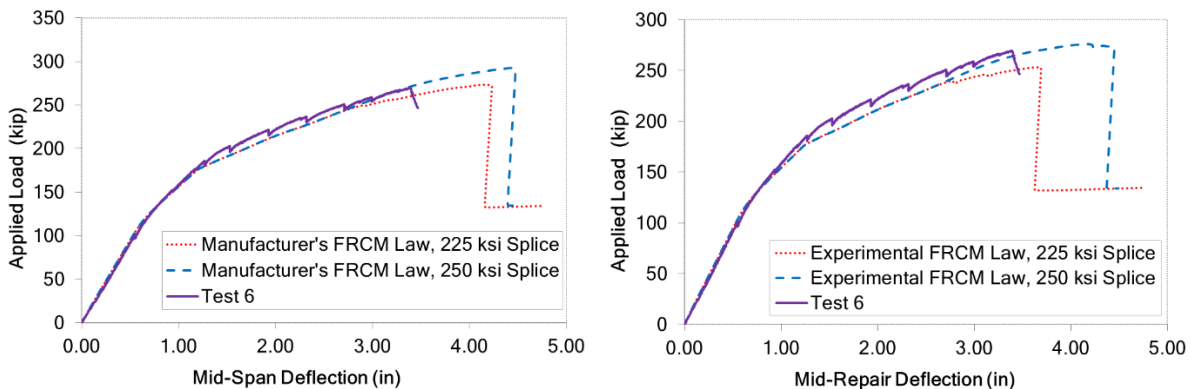 350
300
250
200
150
100
50
0
Applied Load (kip)
Manufacturer's FRCM Law, 225 ksi Splice
Manufacturer's FRCM Law, 250 ksi Splice
Test 6
0.00 1.00 2.00 3.00 4.00 5.00
Mid-Span Deflection (in)
300
250
200
150
100
50
0
Applied Load (kip)
Experimental FRCM Law, 225 ksi Splice
Experimental FRCM Law, 250 ksi Splice
Test 6
0.00 1.00 2.00 3.00 4.00 5.00
Mid-Repair Deflection (in)